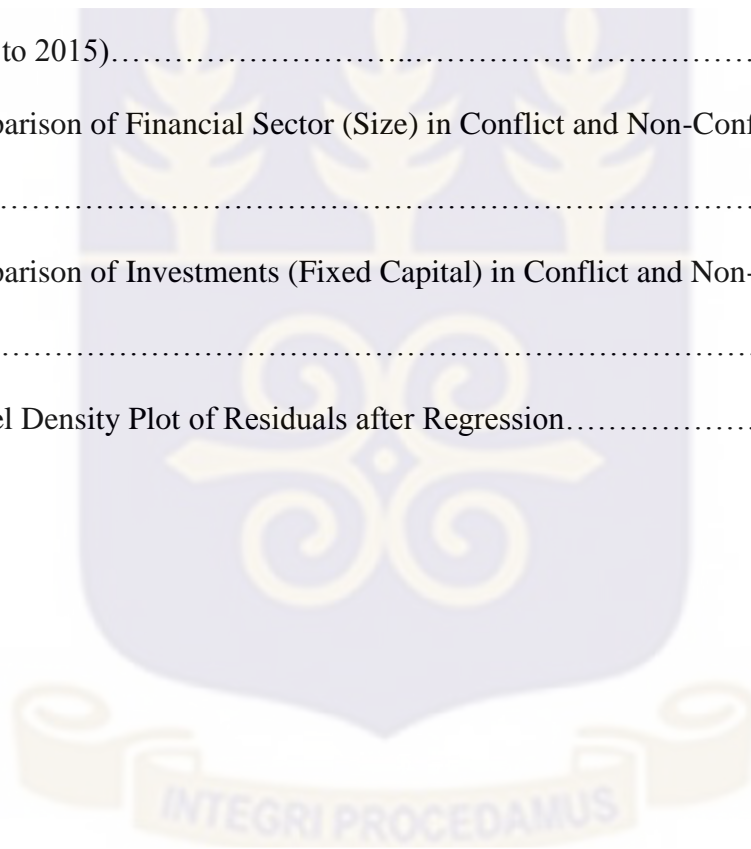 to 2015)……………………..……………………………
parison of Financial Sector (Size) in Conflict and Non-Conf
……………………………………………………………
parison of Investments (Fixed Capital) in Conflict and Non-
……………………………………………………………
el Density Plot of Residuals after Regression…………………
INTEGRI PROCEDAMUS